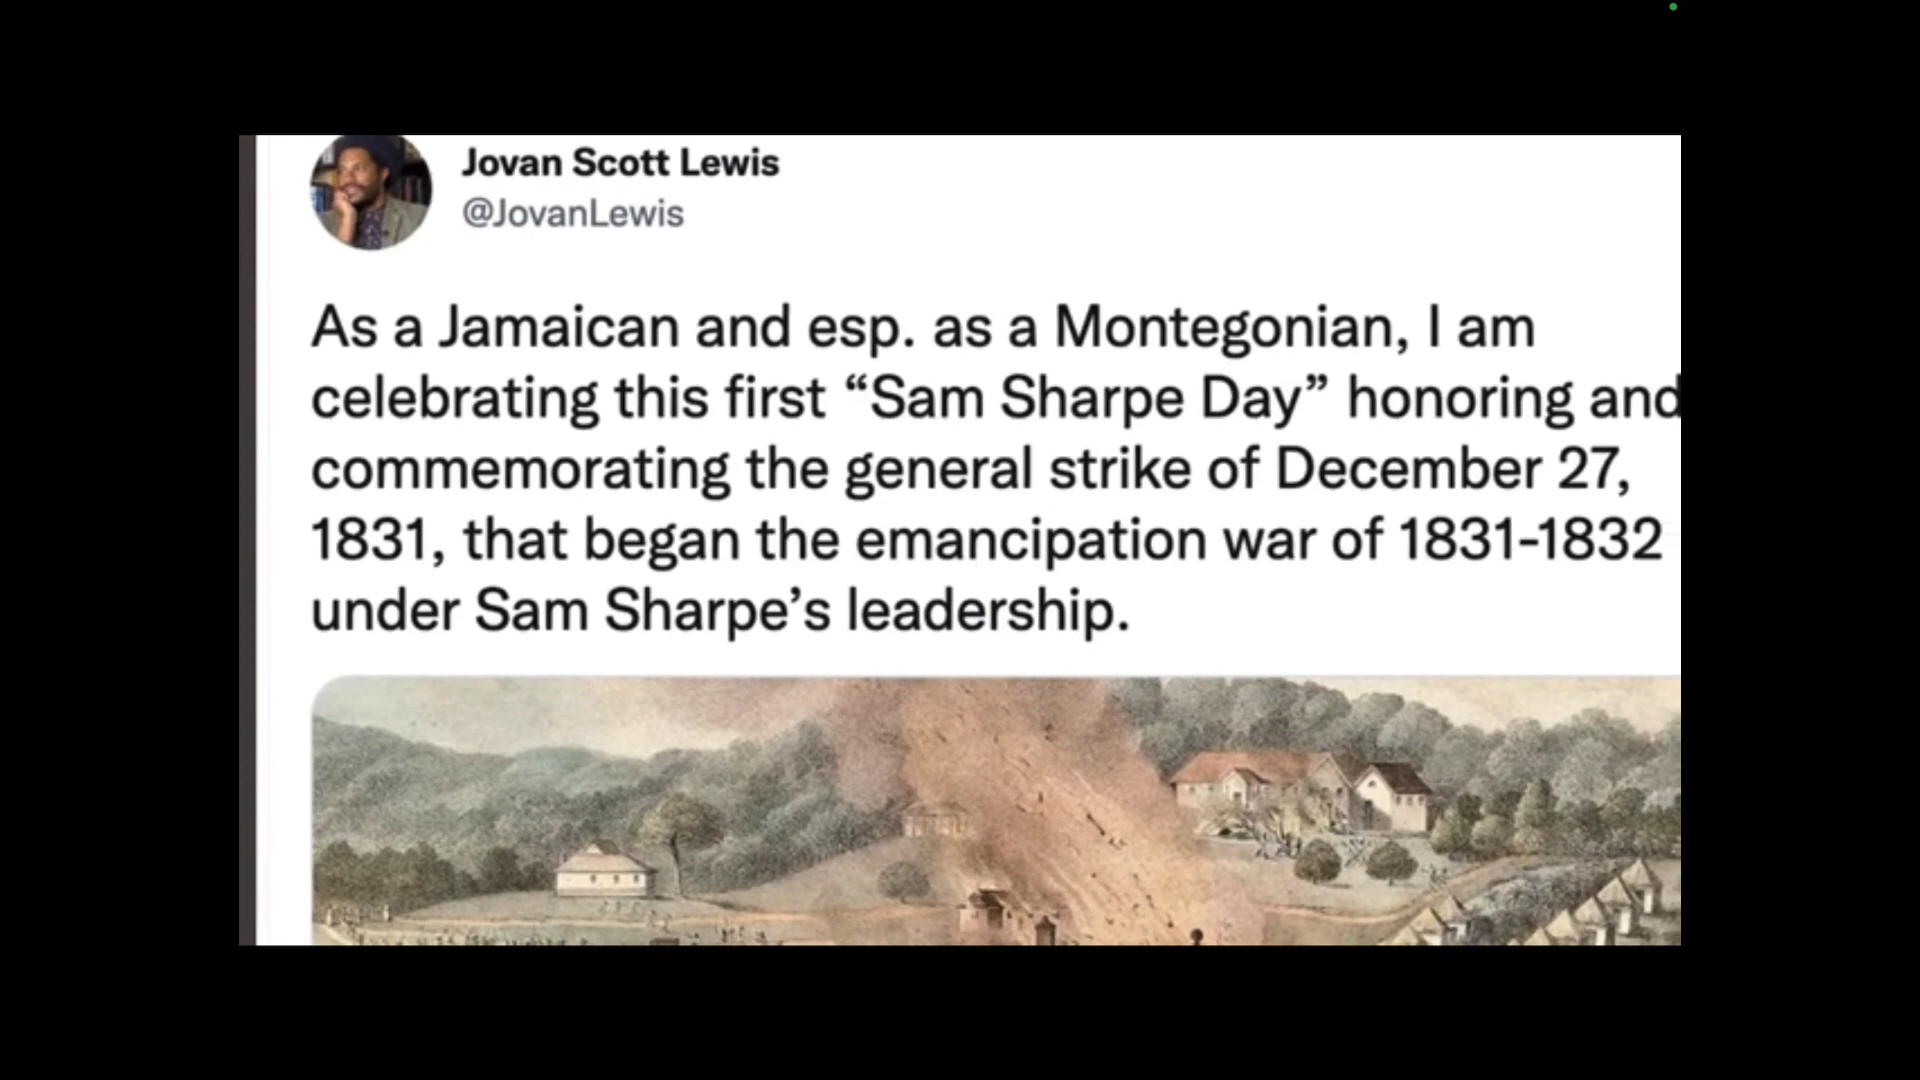 Jovan Scott Lewis
@JovanLewis
As a Jamaican and esp. as a Montegonian, I am
celebrating this first “Sam Sharpe Day” honoring and
commemorating the general strike of December 27,
1831, that began the emancipation war of 1831-1832
under Sam Sharpe’s leadership.